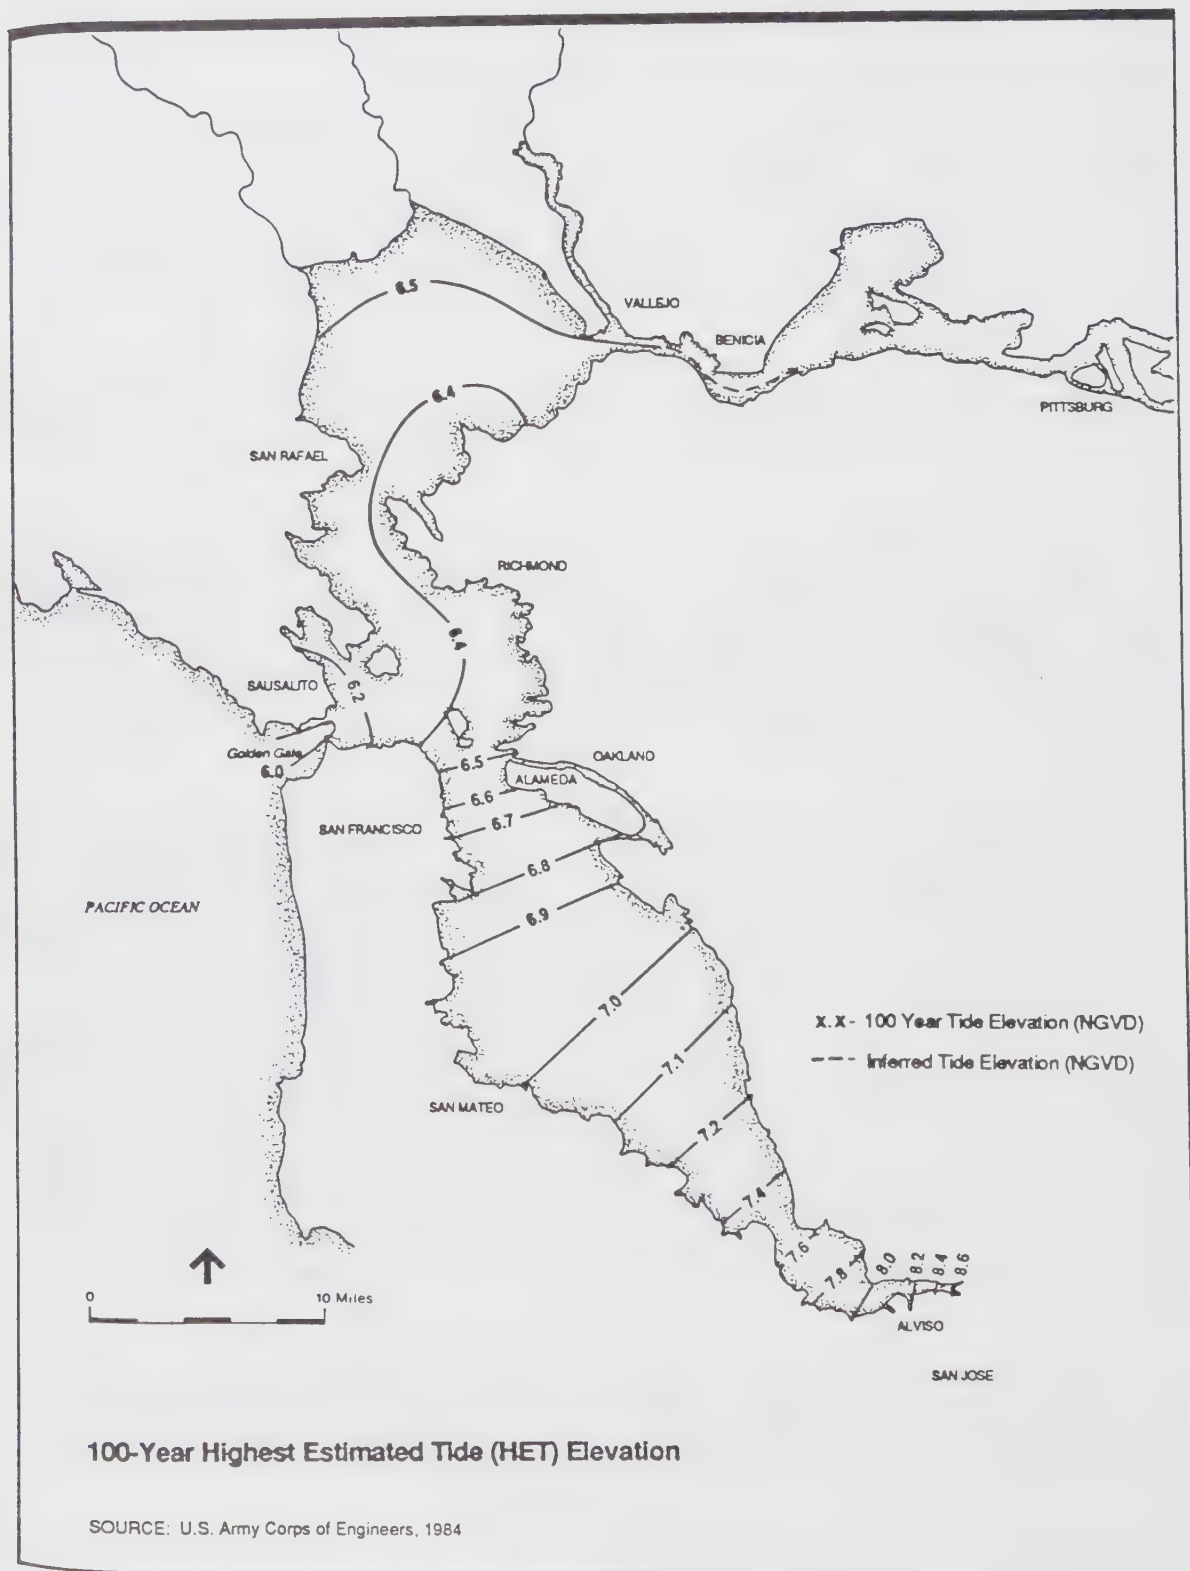 6.5
VALLEJO
BENICIA
6.4
PITTSBURG
SAN RAFAEL
RICHMOND
6.4
SAUSALITO
6.2
Golden Gate
6.0
OAKLAND
6.5
ALAMEDA
6.6
6.7
SAN FRANCISCO
6.8
PACIFIC OCEAN
6.9
7.0
x.x- 100 Year Tide Elevation (NGVD)
--- Inferred Tide Elevation (NGVD)
7.1
SAN MATEO
7.2
7.4
7.6
7.8
8.0
8.2
8.4
8.6
0 10 Miles
ALVISO
SAN JOSE
100-Year Highest Estimated Tide (HET) Elevation
SOURCE: U.S. Army Corps of Engineers, 1984